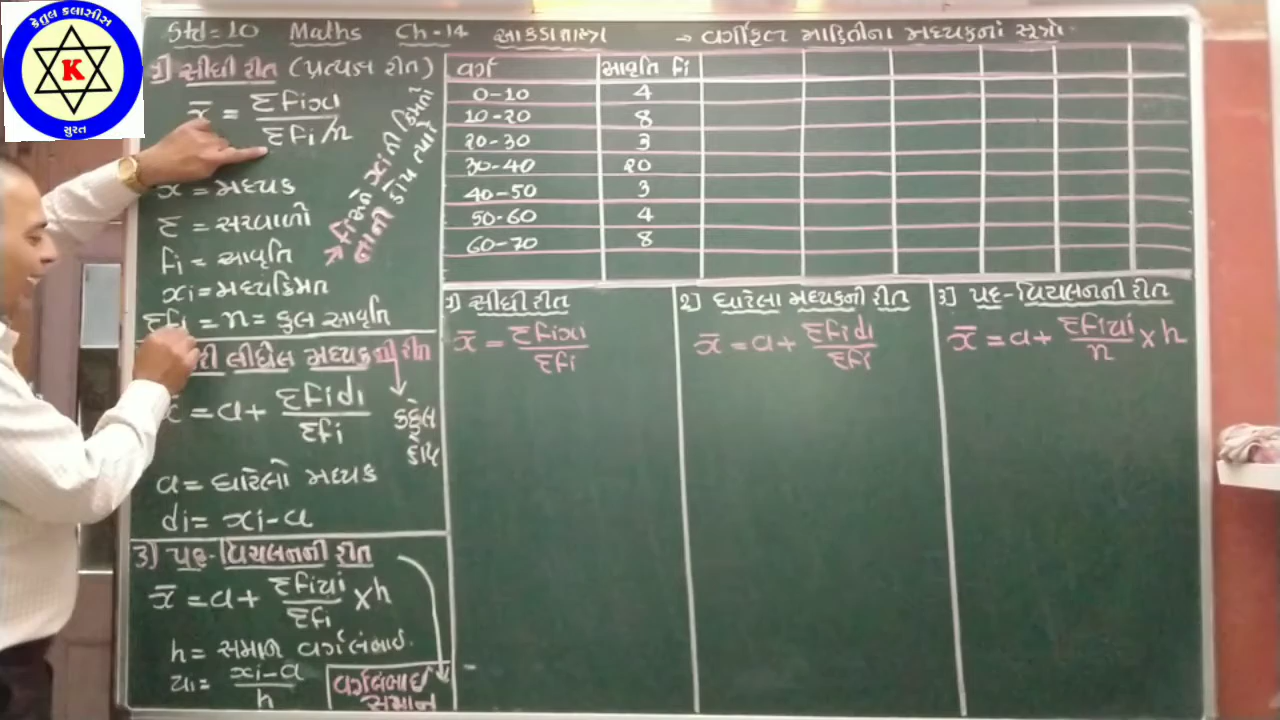 કેતુલ ક્લાસીસ
K
સુરત
Std=10 Maths Ch-14 આંકડાશાસ્ત્ર → વર્ગીકૃત માહિતીના મધ્યકનાં સૂત્રો
1) સીધી રીત (પ્રત્યક્ષ રીત)
x̄ = Σfixi / Σfi/n
→ fi અને xi ની કિંમતો
નાની હોય ત્યારે
x̄ = મધ્યક
Σ = સરવાળો
fi = આવૃતિ
xi = મધ્યકિંમત
Σfi = n = કુલ આવૃતિ
રી લીધેલ મધ્યકની રીત
x̄ = a + Σfidi / Σfi
a = ધારેલો મધ્યક
di = xi - a
3) પદ-વિચલનની રીત
x̄ = a + Σfiui / Σfi × h
h = સમાન વર્ગલંબાઈ
ui = xi - a / h
વર્ગલંબાઈ
સમાન
વર્ગ આવૃતિ fi
0-10 4
10-20 8
20-30 3
30-40 20
40-50 3
50-60 4
60-70 8
1) સીધી રીત
x̄ = Σfixi / Σfi
2) ધારેલા મધ્યકની રીત
x̄ = a + Σfidi / Σfi
3) પદ-વિચલનની રીત
x̄ = a + Σfiui / n × h